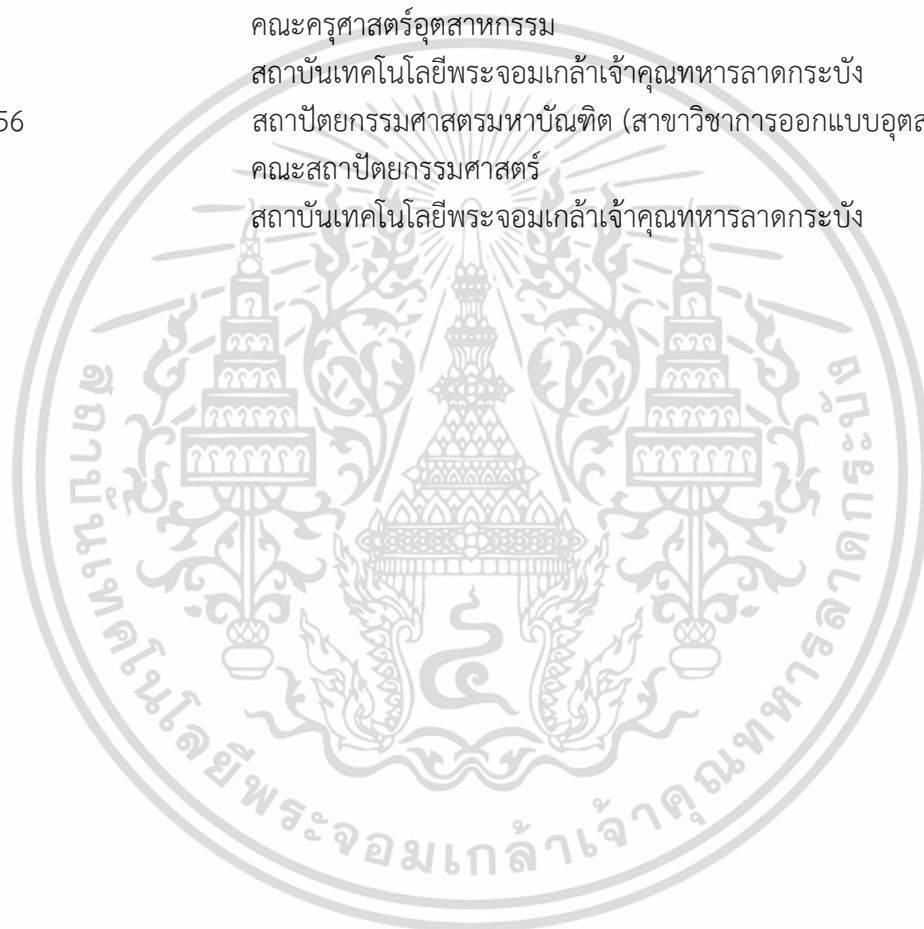 คณะครุศาสตร์อุตสาหกรรม
สถาบันเทคโนโลยีพระจอมเกล้าเจ้าคุณทหารลาดกระบัง
56 สถาปัตยกรรมศาสตรมหาบัณฑิต (สาขาวิชาการออกแบบอุตส
คณะสถาปัตยกรรมศาสตร์
สถาบันเทคโนโลยีพระจอมเกล้าเจ้าคุณทหารลาดกระบัง
สถาบันเทคโนโลยีพระจอมเกล้าเจ้าคุณทหารลาดกระบัง
๔